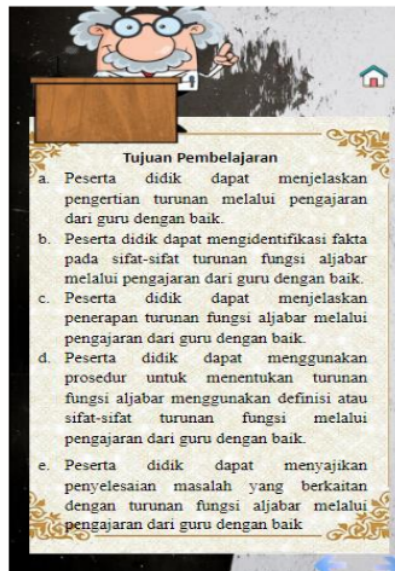 Tujuan Pembelajaran
a. Peserta didik dapat menjelaskan
pengertian turunan melalui pengajaran
dari guru dengan baik.
b. Peserta didik dapat mengidentifikasi fakta
pada sifat-sifat turunan fungsi aljabar
melalui pengajaran dari guru dengan baik.
c. Peserta didik dapat menjelaskan
penerapan turunan fungsi aljabar melalui
pengajaran dari guru dengan baik.
d. Peserta didik dapat menggunakan
prosedur untuk menentukan turunan
fungsi aljabar menggunakan definisi atau
sifat-sifat turunan fungsi melalui
pengajaran dari guru dengan baik.
e. Peserta didik dapat menyajikan
penyelesaian masalah yang berkaitan
dengan turunan fungsi aljabar melalui
pengajaran dari guru dengan baik